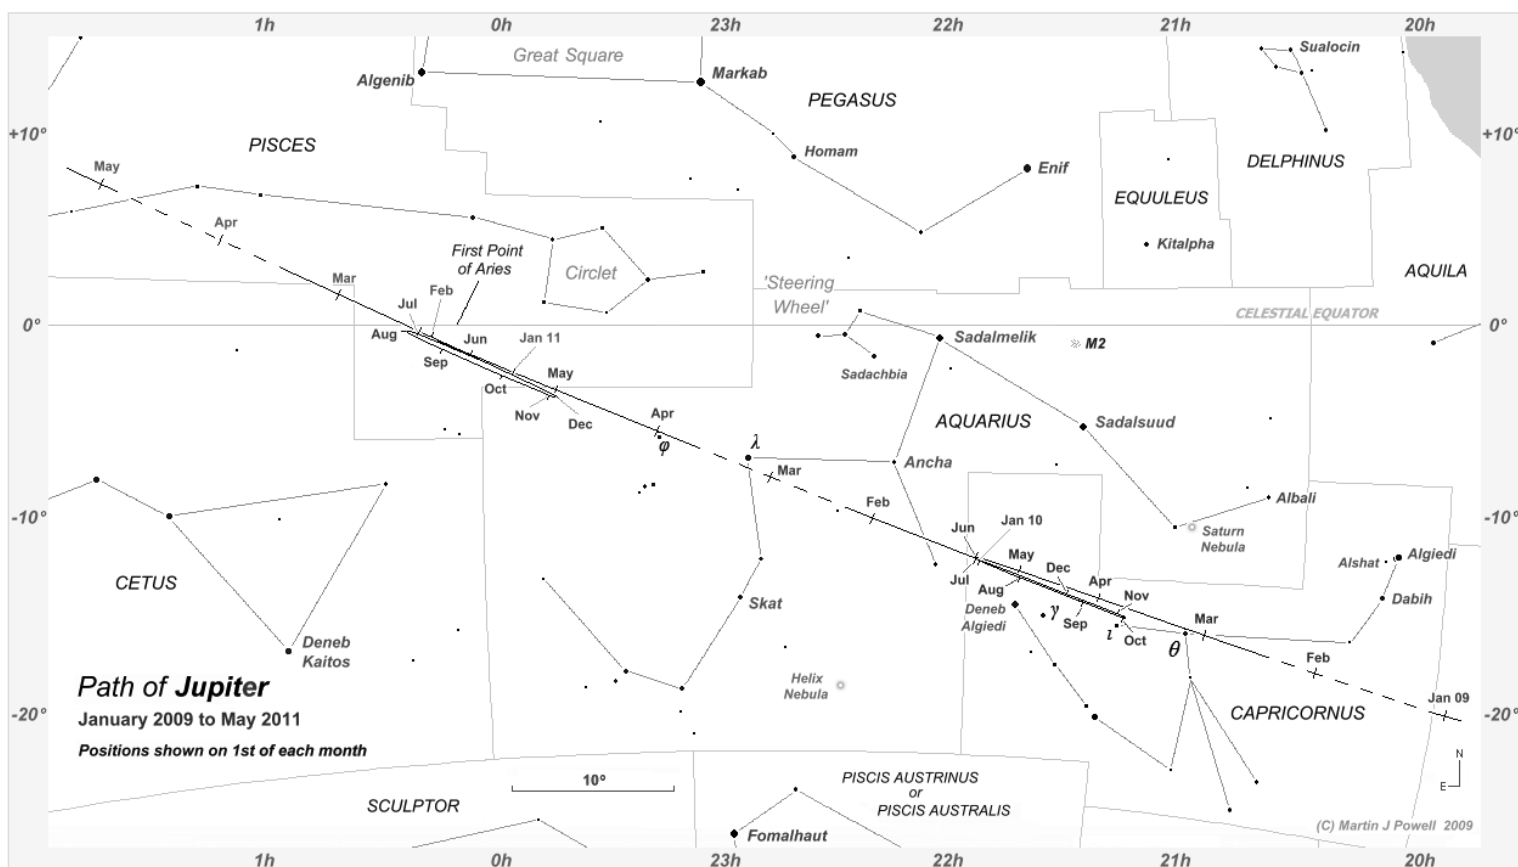 1h 0h 23h 22h 21h 20h
Great Square
Sualocin
Algenib
Markab
PEGASUS
+10°
+10°
PISCES
Homam
DELPHINUS
May
Enif
EQUULEUS
Apr
Kitalpha
First Point
of Aries
Circlet
AQUILA
Mar
'Steering
Wheel'
Feb
Jul
CELESTIAL EQUATOR
0°
0°
Aug
Jun
Jan 11
Sadalmelik
M2
Sep
Sadachbia
May
Oct
Nov
Dec
Apr
AQUARIUS
Sadalsuud
φ
λ
Ancha
Mar
Albali
Feb
-10°
-10°
Jun
Jan 10
Saturn
Nebula
May
Dec
Alshat
Algiedi
CETUS
Jul
Aug
Apr
Nov
Dabih
Skat
Deneb
Algiedi
γ
Sep
ι
Oct
Mar
θ
Deneb
Kaitos
Feb
Path of Jupiter
Helix
Nebula
Jan 09
January 2009 to May 2011
-20°
CAPRICORNUS
-20°
Positions shown on 1st of each month
N
E
10°
PISCIS AUSTRINUS
or
PISCIS AUSTRALIS
SCULPTOR
Fomalhaut
(C) Martin J Powell 2009
1h 0h 23h 22h 21h 20h